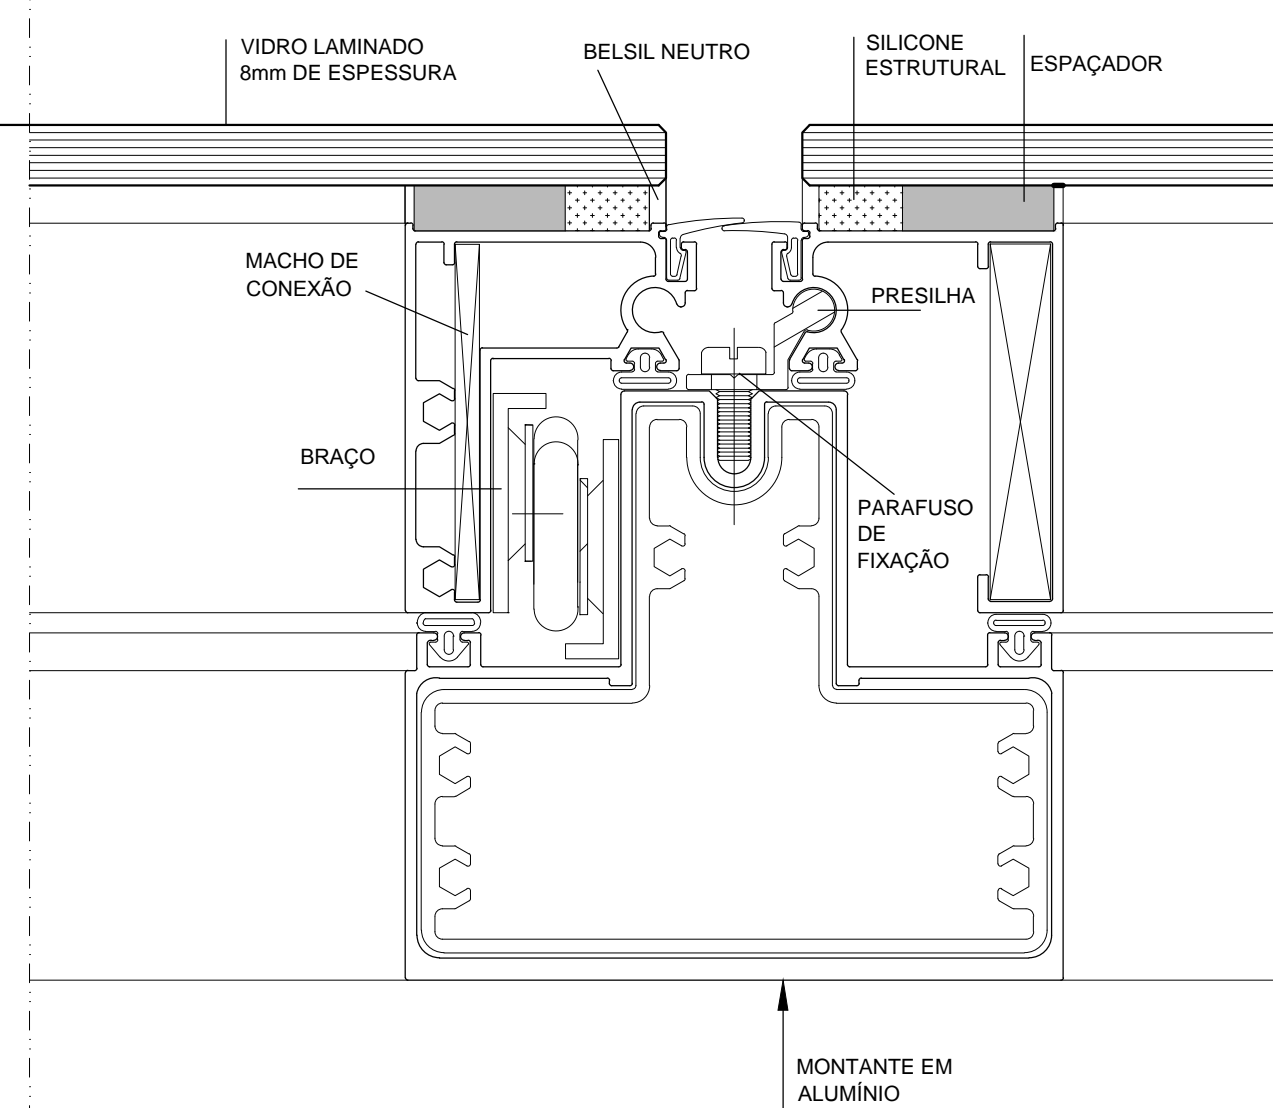 VIDRO LAMINADO
8mm DE ESPESSURA
BELSIL NEUTRO
SILICONE
ESTRUTURAL
ESPAÇADOR
MACHO DE
CONEXÃO
PRESILHA
BRAÇO
PARAFUSO
DE
FIXAÇÃO
MONTANTE EM
ALUMÍNIO